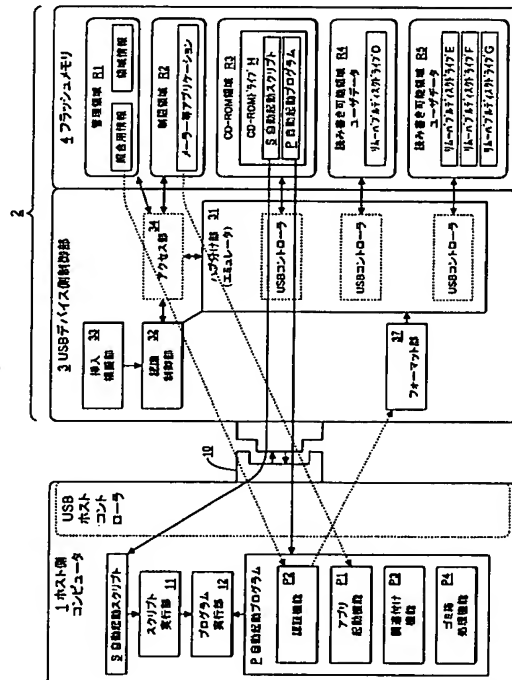 2
4 フラッシュメモリ
管理領域 R1
照合用情報
領域情報
制御領域 R2
メーラー等アプリケーション
CD-ROM領域 R3
CD-ROMドライブ H
S 自動起動スクリプト
P 自動起動プログラム
読み書き可能領域 R4
ユーザデータ
リムーバブルディスクドライブ D
読み書き可能領域 R5
ユーザデータ
リムーバブルディスクドライブ E
リムーバブルディスクドライブ F
リムーバブルディスクドライブ G
3 USBデバイス側制御部
挿入 33
認識 32
制御部
アクセス部 34
ハブ分け部 31
(エミュレータ)
USBコントローラ
USBコントローラ
USBコントローラ
フォーマット部 37
10
1 ホスト側
コンピュータ
USB
ホスト
コント
ローラ
S 自動起動スクリプト
スクリプト 11
実行部
プログラム 12
実行部
P 自動起動プログラム
認証機能 P2
アプリ P1
起動機能
関連付け P3
機能
ゴミ箱 P4
処理機能